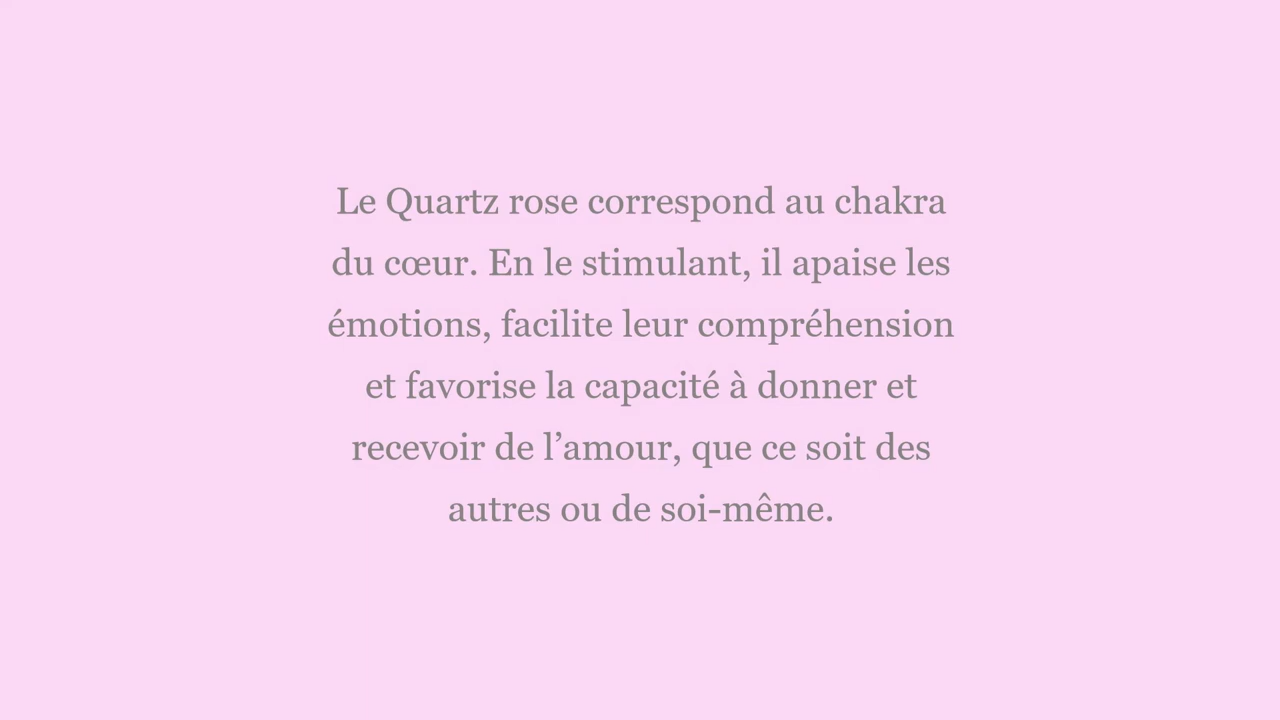 Le Quartz rose correspond au chakra
du cœur. En le stimulant, il apaise les
émotions, facilite leur compréhension
et favorise la capacité à donner et
recevoir de l’amour, que ce soit des
autres ou de soi-même.